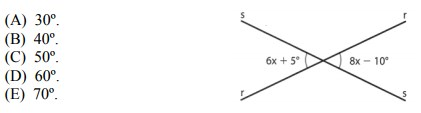 (A) 30º.
(B) 40º.
(C) 50º.
(D) 60º.
(E) 70º.
s r
6x + 5° 8x − 10°
r s